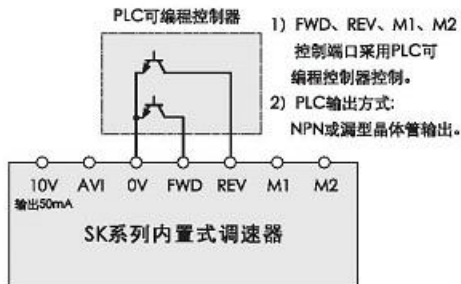 PLC可编程控制器
1) FWD、REV、M1、M2
控制端口采用PLC可
编程控制器控制。
2) PLC输出方式:
NPN或漏型晶体管输出。
10V AVI 0V FWD REV M1 M2
输出50mA
SK系列内置式调速器